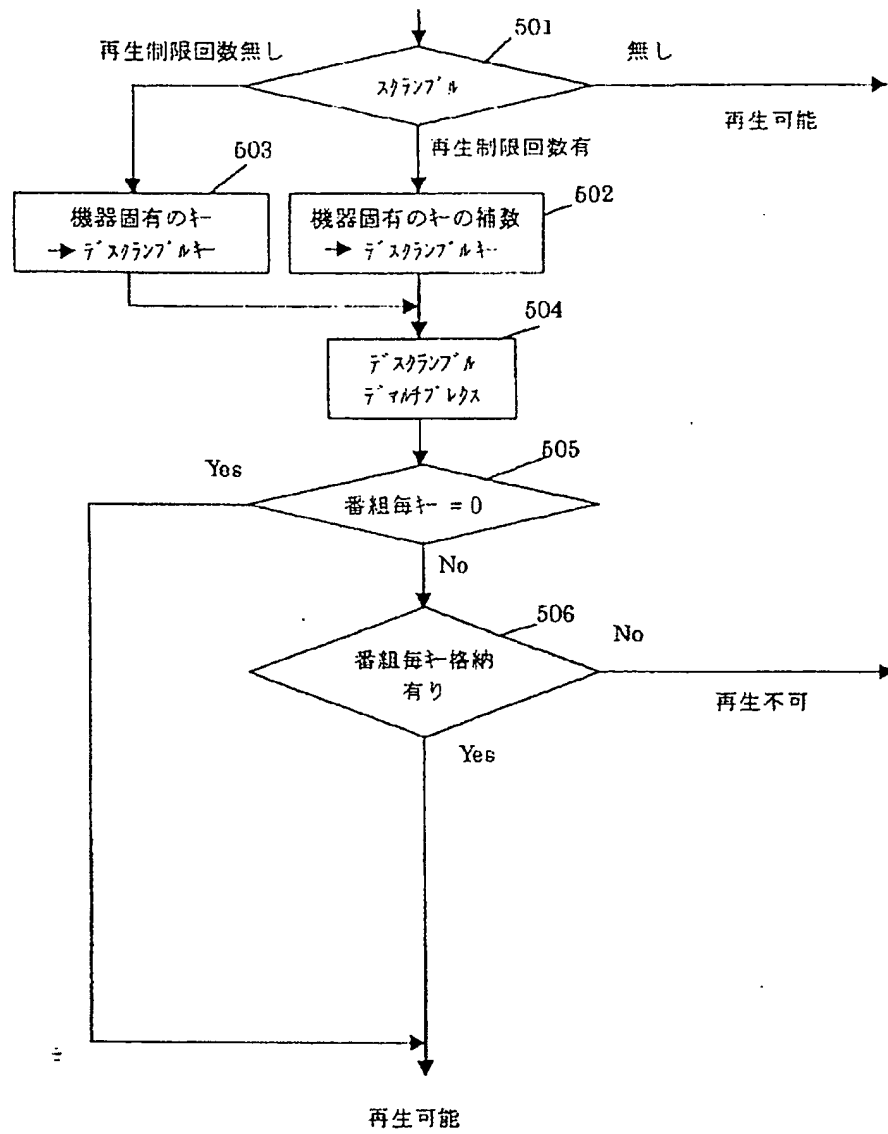 501
再生制限回数無し
無し
スクランブル
再生可能
再生制限回数有
503
502
機器固有のキー
→ デスクランブルキー
機器固有のキーの補数
→ デスクランブルキー
504
デスクランブル
デマルチプレクス
505
Yes
番組毎キー = 0
No
506
No
番組毎キー格納
有り
再生不可
Yes
再生可能